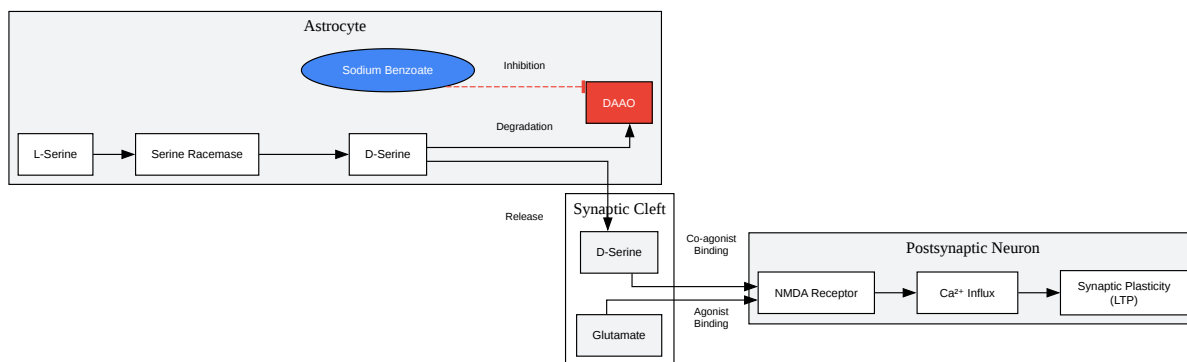 Astrocyte
Sodium Benzoate
Inhibition
DAAO
Degradation
L-Serine
Serine Racemase
D-Serine
Release
Synaptic Cleft
D-Serine
Glutamate
Co-agonist
Binding
Agonist
Binding
Postsynaptic Neuron
NMDA Receptor
Ca²⁺ Influx
Synaptic Plasticity
(LTP)